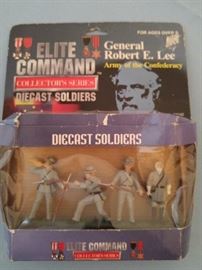 FOR AGES OVER 5
ELITE
COMMAND
COLLECTOR'S SERIES
DIECAST SOLDIERS
General
Robert E. Lee
Army of the Confederacy
DIECAST SOLDIERS
ELITE COMMAND
COLLECTOR'S SERIES